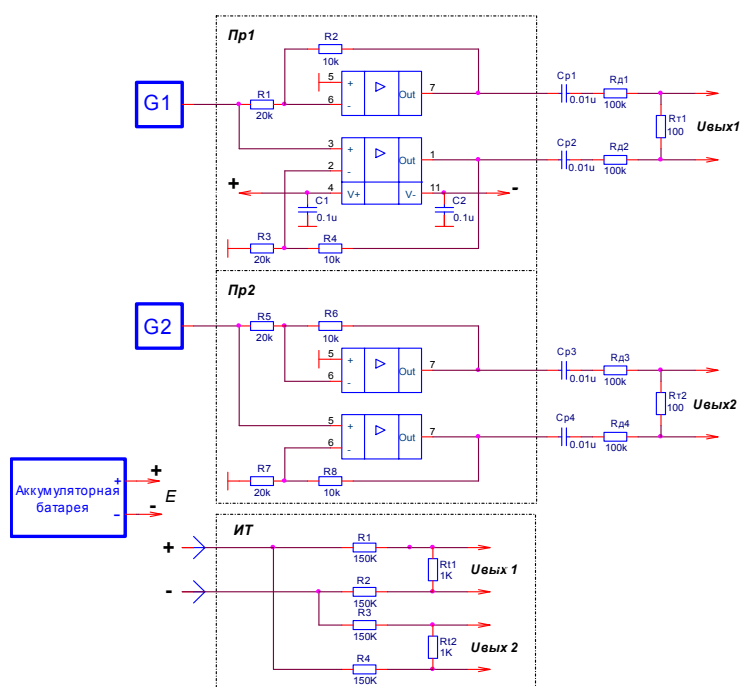 Пр1
R2
10k
G1
R1
20k
5
+
6
-
Out
7
Ср1
0.01u
Rд1
100k
Rт1
100
Uвых1
3
+
2
-
Out
1
Ср2
0.01u
Rд2
100k
+
4
V+
V-
11
-
C1
0.1u
C2
0.1u
R3
20k
R4
10k
Пр2
G2
R5
20k
R6
10k
5
+
6
-
Out
7
Ср3
0.01u
Rд3
100k
Rт2
100
Uвых2
5
+
6
-
Out
7
Ср4
0.01u
Rд4
100k
R7
20k
R8
10k
Аккумуляторная
батарея
+
-
+
-
E
ИТ
+
R1
150K
Rt1
1K
Uвых 1
-
R2
150K
R3
150K
Rt2
1K
Uвых 2
R4
150K